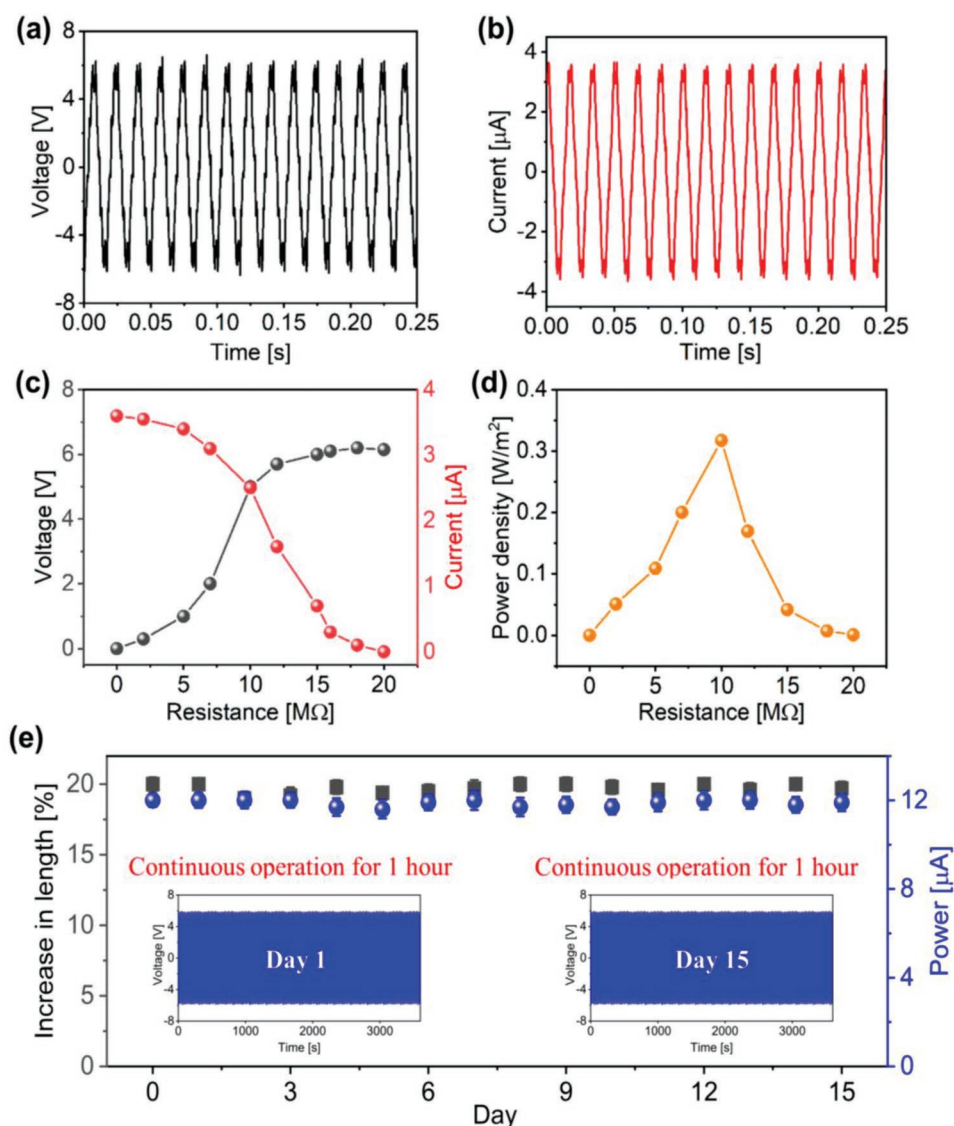 (a)
8
4
0
-4
-8
Voltage [V]
0.00 0.05 0.10 0.15 0.20 0.25
Time [s]
(b)
4
2
0
-2
-4
Current [μA]
0.00 0.05 0.10 0.15 0.20 0.25
Time [s]
(c)
8
6
4
2
0
Voltage [V]
4
3
2
1
0
Current [μA]
0 5 10 15 20
Resistance [MΩ]
(d)
0.4
0.3
0.2
0.1
0.0
Power density [W/m²]
0 5 10 15 20
Resistance [MΩ]
(e)
20
15
10
5
0
Increase in length [%]
12
8
4
0
Power [μA]
Continuous operation for 1 hour
8
4
0
-4
-8
Voltage [V]
Day 1
0 1000 2000 3000
Time [s]
Continuous operation for 1 hour
8
4
0
-4
-8
Voltage [V]
Day 15
0 1000 2000 3000
Time [s]
0 3 6 9 12 15
Day